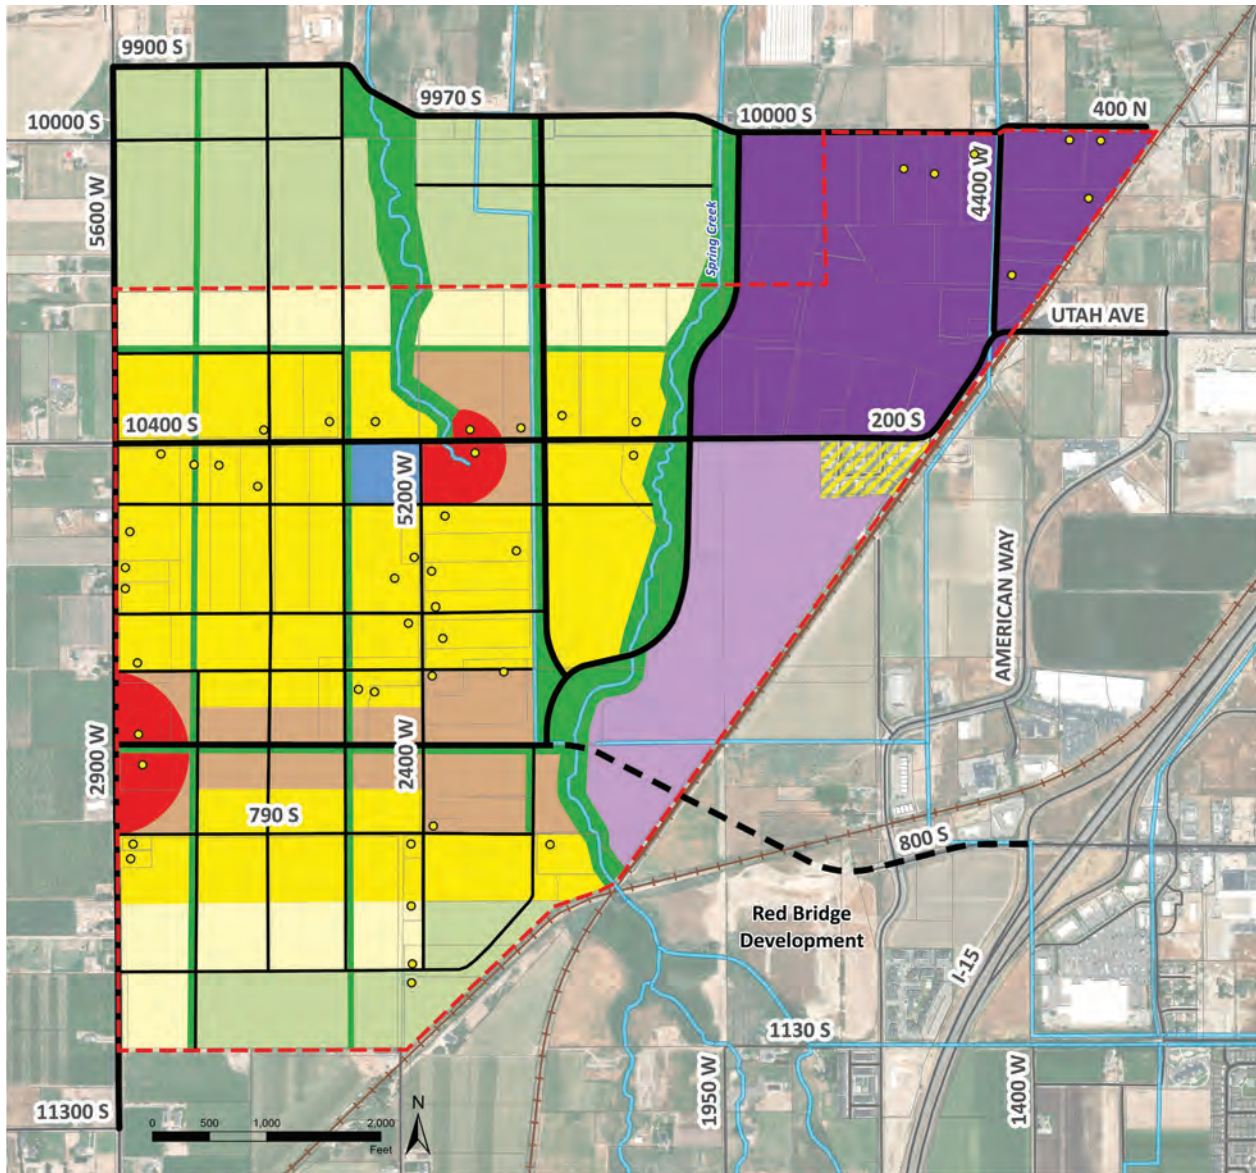 9900 S
9970 S
10000 S
10000 S
400 N
5600 W
4400 W
Spring Creek
UTAH AVE
10400 S
200 S
5200 W
AMERICAN WAY
2900 W
2400 W
790 S
800 S
Red Bridge
Development
I-15
1130 S
1950 W
1400 W
11300 S
N
0 500 1,000 2,000
Feet